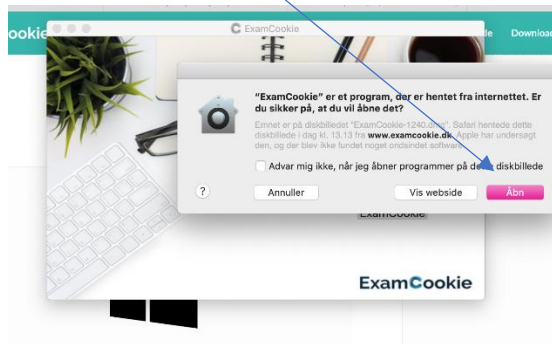 ookie
ExamCookie
de
Download
“ExamCookie” er et program, der er hentet fra internettet. Er
du sikker på, at du vil åbne det?
Emnet er på diskbilledet “ExamCookie-1240.dmg”. Safari hentede dette
diskbillede i dag kl. 13.13 fra www.examcookie.dk. Apple har undersøgt
den, og der blev ikke fundet noget ondsindet software.
Advar mig ikke, når jeg åbner programmer på dette diskbillede
?
Annuller
Vis webside
Åbn
ExamCookie
ExamCookie